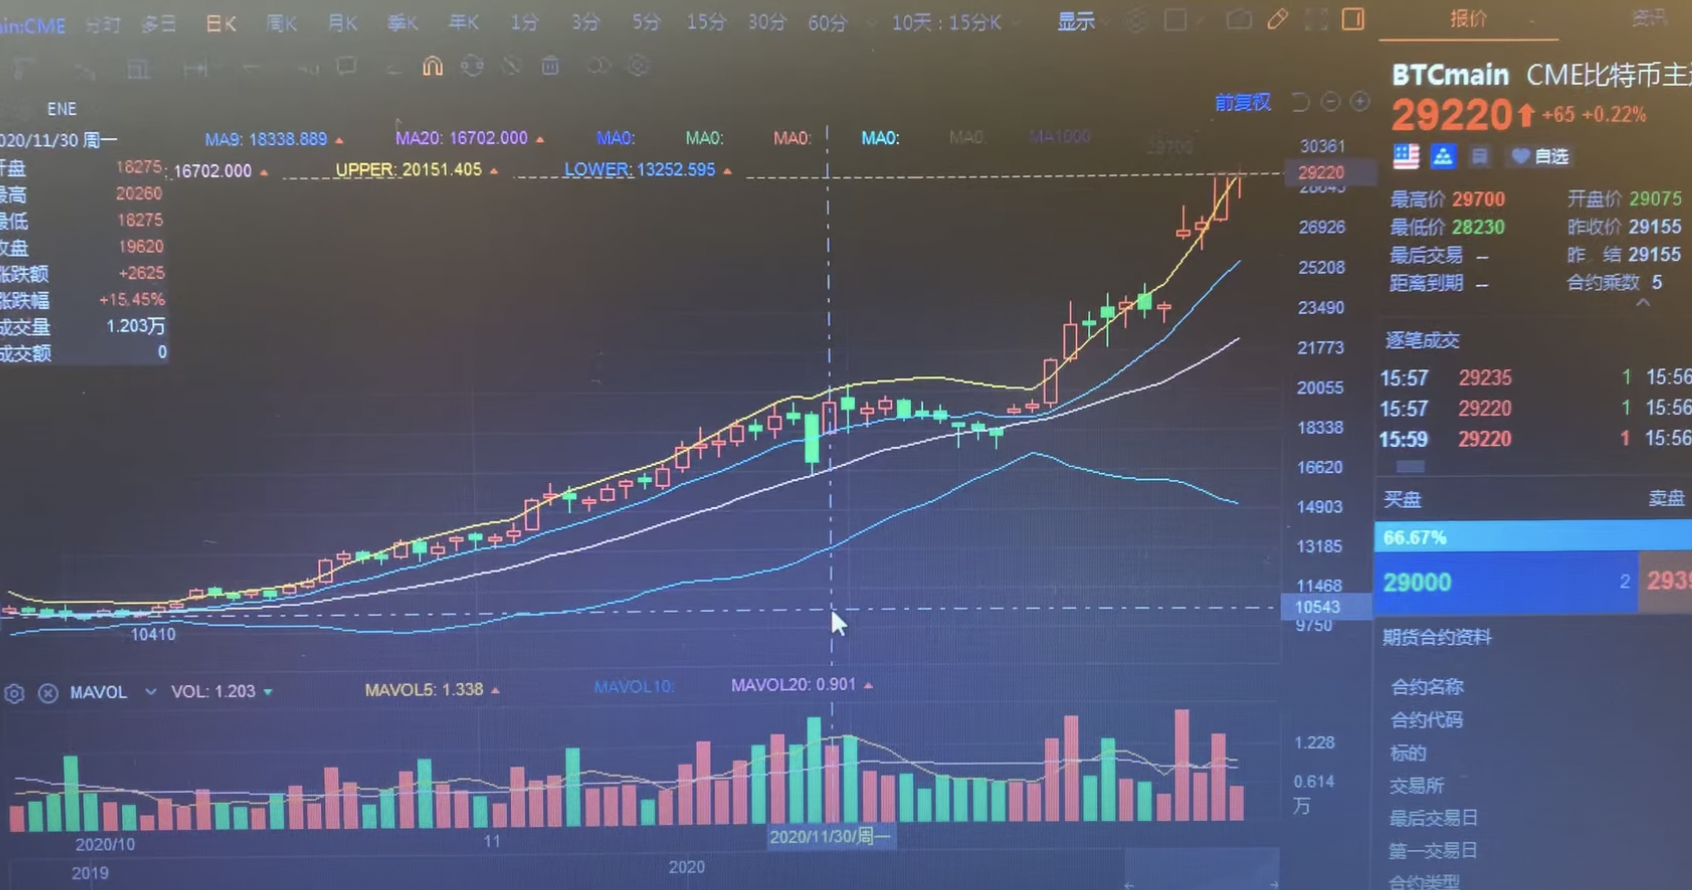 in:CME 分时 多日 日K 周K 月K 季K 年K 1分 3分 5分 15分 30分 60分 10天：15分K 显示 报价 资讯
BTCmain CME比特币主
ENE
前复权
29220 +65 +0.22%
020/11/30 周一 MA9: 18338.889 MA20: 16702.000 MA0: MA0: MA0: MA0: MA0: MA1000 29700
30361
自选
开盘 18275 16702.000 UPPER: 20151.405 LOWER: 13252.595
29220
28643
最高 20260
最高价 29700 开盘价 29075
最低 18275
最低价 28230 昨收价 29155
26926
收盘 19620
最后交易 -- 昨 结 29155
涨跌额 +2625
25208
距离到期 -- 合约乘数 5
涨跌幅 +15.45%
23490
成交量 1.203万
逐笔成交
成交额 0
21773
15:57 29235 1 15:56
20055
15:57 29220 1 15:56
18338
15:59 29220 1 15:56
16620
买盘 卖盘
14903
66.67%
13185
29000 2 2939
11468
10543
9750
10410
期货合约资料
MAVOL VOL: 1.203 MAVOL5: 1.338 MAVOL10: MAVOL20: 0.901
合约名称
合约代码
1.228
标的
0.614
交易所
万
最后交易日
2020/10 11 2020/11/30/周一
第一交易日
2019 2020
合约类型